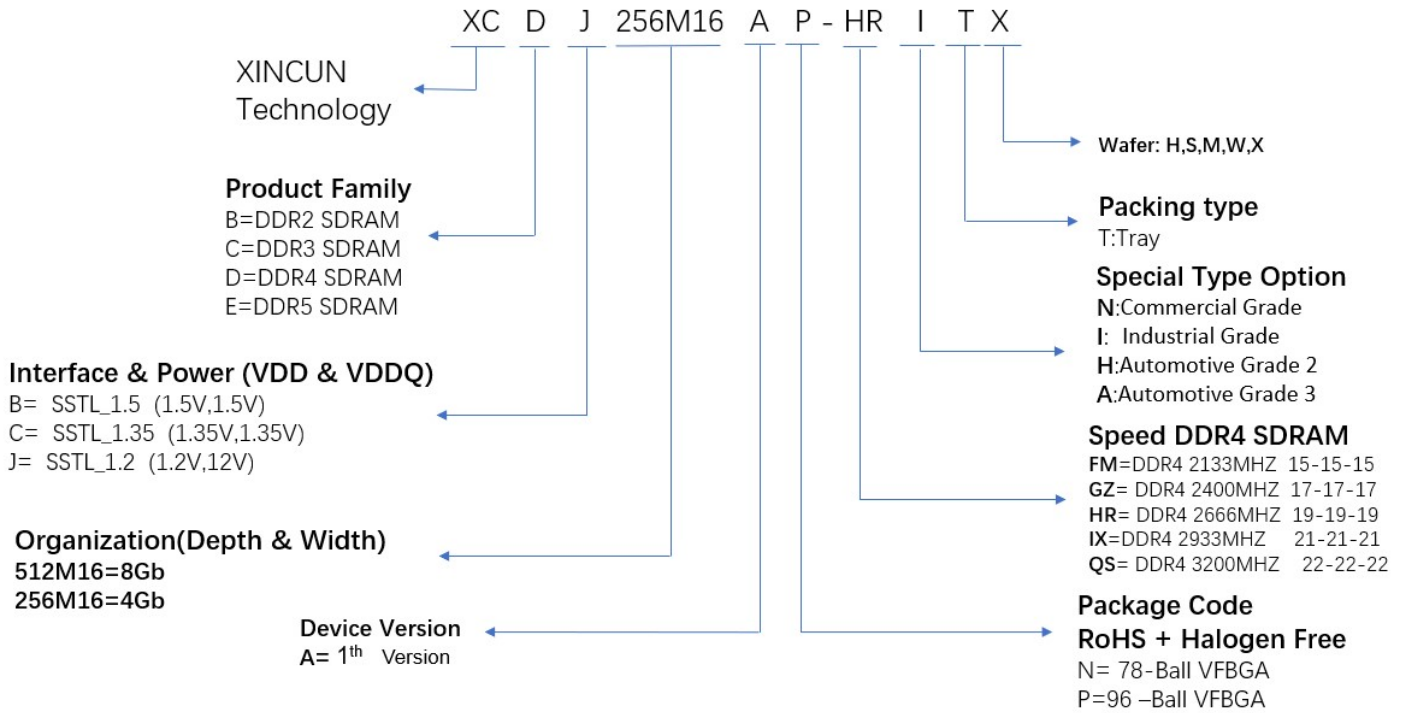 XC D J 256M16 A P - HR I T X
XINCUN
Technology
Product Family
B=DDR2 SDRAM
C=DDR3 SDRAM
D=DDR4 SDRAM
E=DDR5 SDRAM
Interface & Power (VDD & VDDQ)
B= SSTL_1.5 (1.5V,1.5V)
C= SSTL_1.35 (1.35V,1.35V)
J= SSTL_1.2 (1.2V,12V)
Organization(Depth & Width)
512M16=8Gb
256M16=4Gb
Device Version
A= 1th Version
Wafer: H,S,M,W,X
Packing type
T:Tray
Special Type Option
N:Commercial Grade
I: Industrial Grade
H:Automotive Grade 2
A:Automotive Grade 3
Speed DDR4 SDRAM
FM=DDR4 2133MHZ 15-15-15
GZ= DDR4 2400MHZ 17-17-17
HR= DDR4 2666MHZ 19-19-19
IX=DDR4 2933MHZ 21-21-21
QS= DDR4 3200MHZ 22-22-22
Package Code
RoHS + Halogen Free
N= 78-Ball VFBGA
P=96 –Ball VFBGA